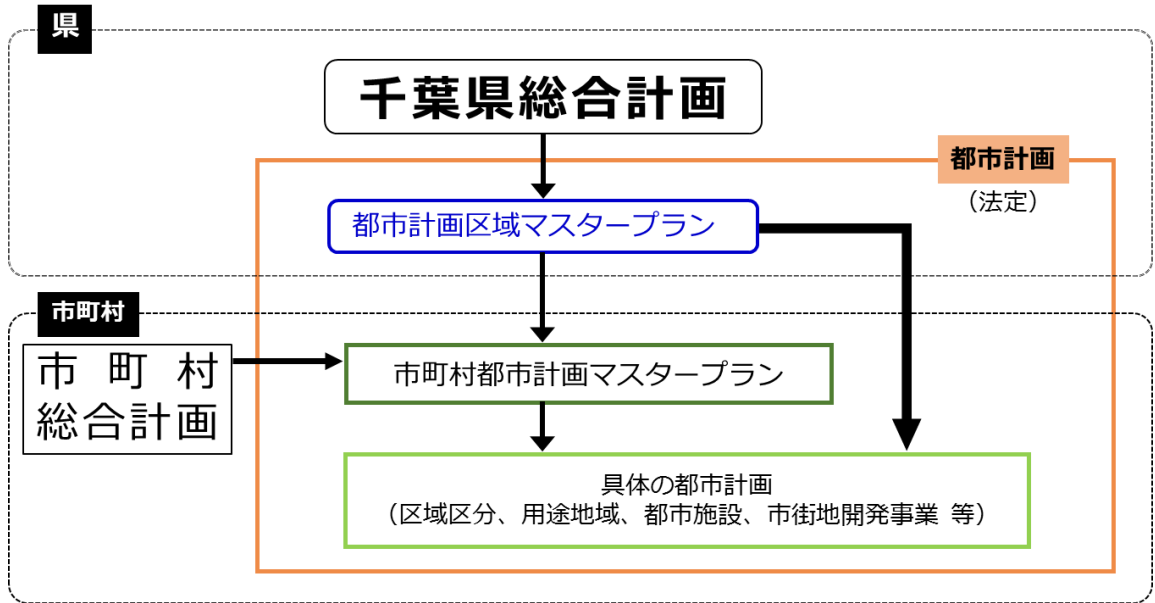 県
千葉県総合計画
都市計画
（法定）
都市計画区域マスタープラン
市町村
市町村
総合計画
市町村都市計画マスタープラン
具体の都市計画
（区域区分、用途地域、都市施設、市街地開発事業 等）